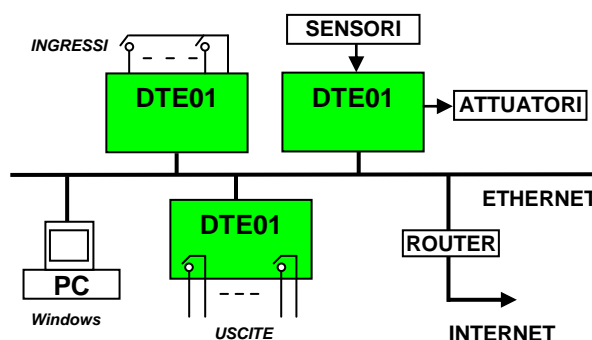 SENSORI
INGRESSI
DTE01
DTE01
ATTUATORI
ETHERNET
DTE01
ROUTER
PC
Windows
USCITE
INTERNET